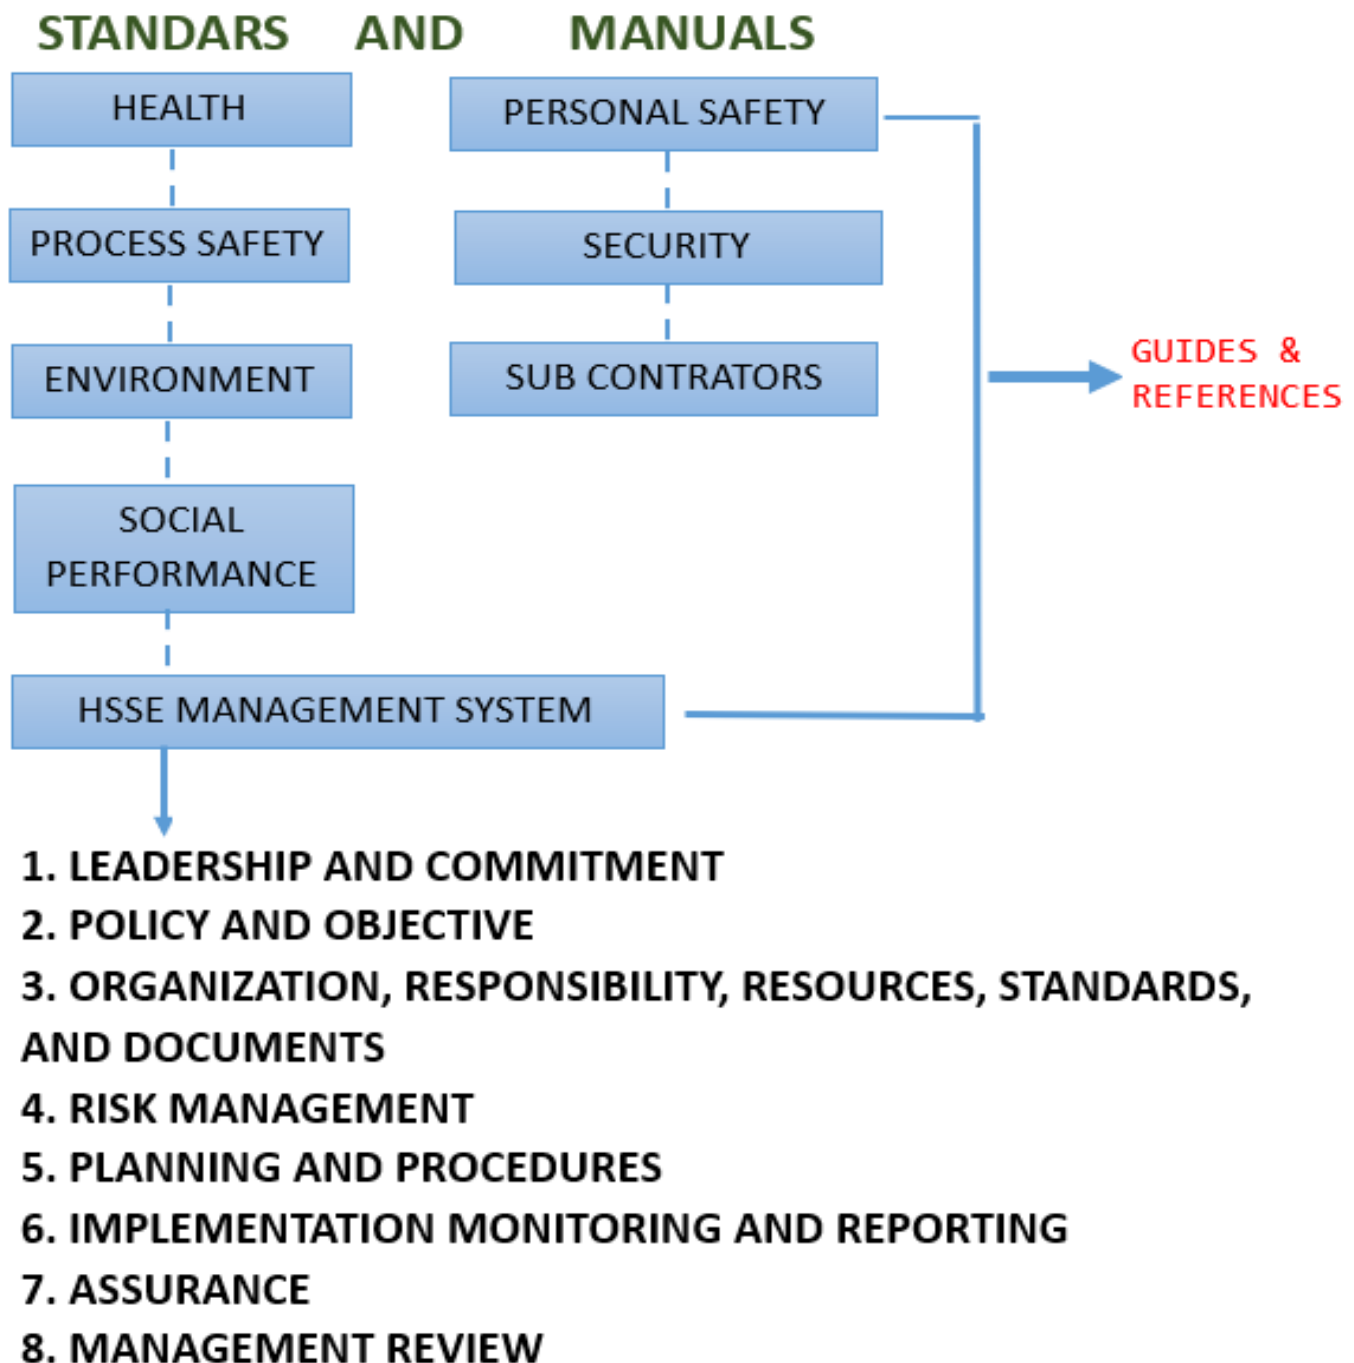 STANDARS AND MANUALS
HEALTH
PERSONAL SAFETY
PROCESS SAFETY
SECURITY
ENVIRONMENT
SUB CONTRATORS
GUIDES &
REFERENCES
SOCIAL
PERFORMANCE
HSSE MANAGEMENT SYSTEM
1. LEADERSHIP AND COMMITMENT
2. POLICY AND OBJECTIVE
3. ORGANIZATION, RESPONSIBILITY, RESOURCES, STANDARDS,
AND DOCUMENTS
4. RISK MANAGEMENT
5. PLANNING AND PROCEDURES
6. IMPLEMENTATION MONITORING AND REPORTING
7. ASSURANCE
8. MANAGEMENT REVIEW